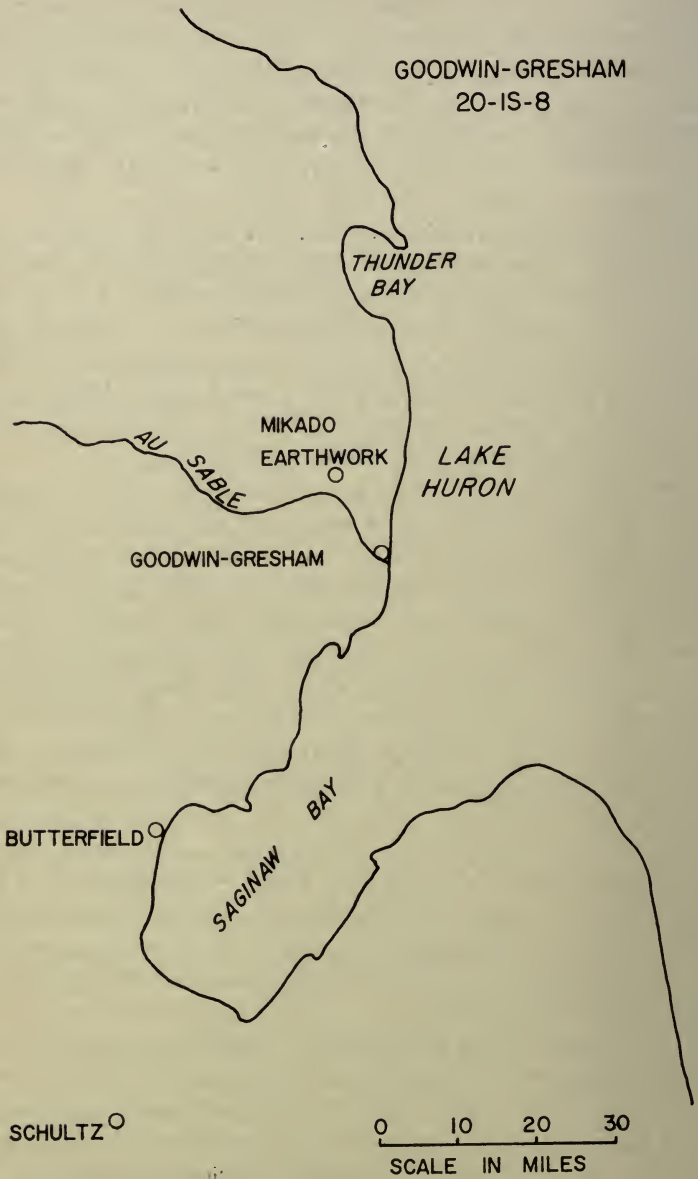 GOODWIN-GRESHAM
20-IS-8
THUNDER
BAY
MIKADO
EARTHWORK
AU SABLE
LAKE
HURON
GOODWIN-GRESHAM
BUTTERFIELD
SAGINAW BAY
SCHULTZ
0 10 20 30
SCALE IN MILES